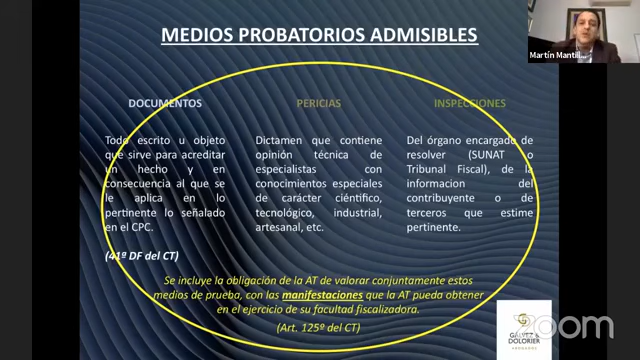 MEDIOS PROBATORIOS ADMISIBLES
Martín Mantill...
DOCUMENTOS
Todo escrito u objeto
que sirve para acreditar
un hecho y en
consecuencia al que se
le aplica en lo
pertinente lo señalado
en el CPC.
(41º DF del CT)
PERICIAS
Dictamen que contiene
opinión técnica de
especialistas con
conocimientos especiales
de carácter ciéntifico,
tecnológico, industrial,
artesanal, etc.
INSPECCIONES
Del órgano encargado de
resolver (SUNAT o
Tribunal Fiscal), de la
informacion del
contribuyente o de
terceros que estime
pertinente.
Se incluye la obligación de la AT de valorar conjuntamente estos
medios de prueba, con las manifestaciones que la AT pueda obtener
en el ejercicio de su facultad fiscalizadora.
(Art. 125º del CT)
GÁLVEZ &
DOLORIER
ABOGADOS
zoom